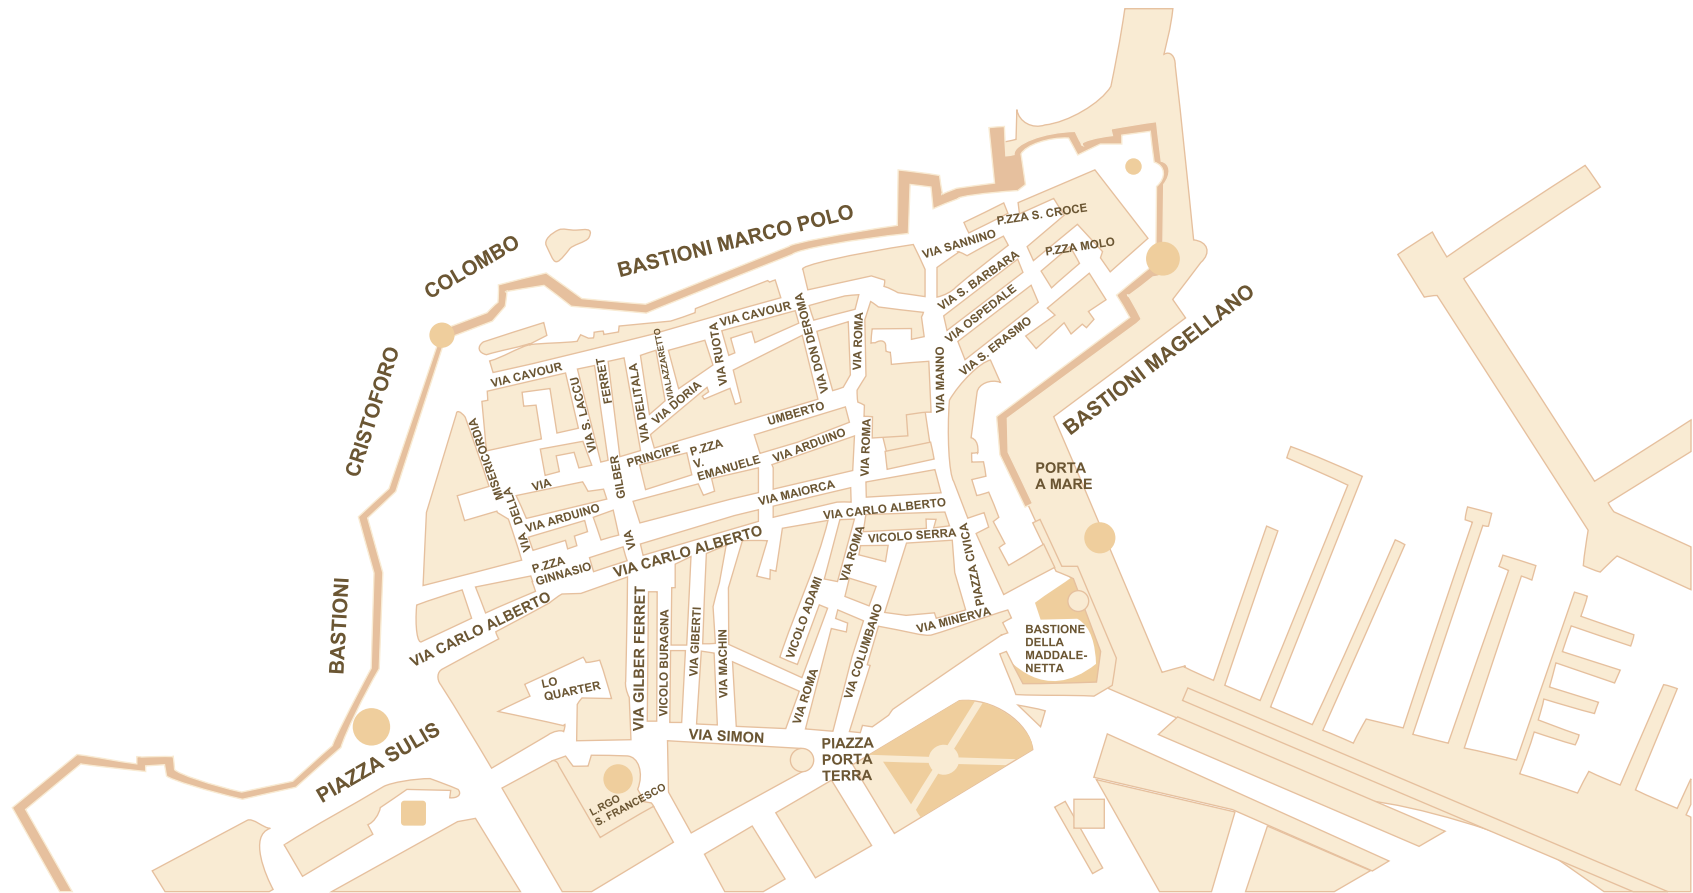 P.ZZA S. CROCE
BASTIONI MARCO POLO
VIA SANNINO
P.ZZA MOLO
COLOMBO
VIA S. BARBARA
VIA OSPEDALE
BASTIONI MAGELLANO
VIA CAVOUR
VIA DON DEROMA
VIA ROMA
VIA S. ERASMO
VIALAZZARETTO
VIA RUOTA
CRISTOFORO
VIA CAVOUR
VIA S. LACCU
FERRET
VIA DELITALA
VIA DORIA
VIA MANNO
UMBERTO
MISERICORDIA
PRINCIPE
P.ZZA
V.
EMANUELE
VIA ARDUINO
VIA ROMA
PORTA
A MARE
GILBER
VIA
VIA MAIORCA
VIA DELLA
VIA ARDUINO
VIA CARLO ALBERTO
VIA
VIA CARLO ALBERTO
VICOLO SERRA
VIA ROMA
PIAZZA CIVICA
P.ZZA
GINNASIO
BASTIONI
VIA CARLO ALBERTO
VIA GILBER FERRET
VICOLO BURAGNA
VIA GIBERTI
VIA MACHIN
VICOLO ADAMI
VIA COLUMBANO
VIA MINERVA
BASTIONE
DELLA
MADDALE-
NETTA
LO
QUARTER
VIA ROMA
PIAZZA SULIS
VIA SIMON
PIAZZA
PORTA
TERRA
L.RGO
S. FRANCESCO